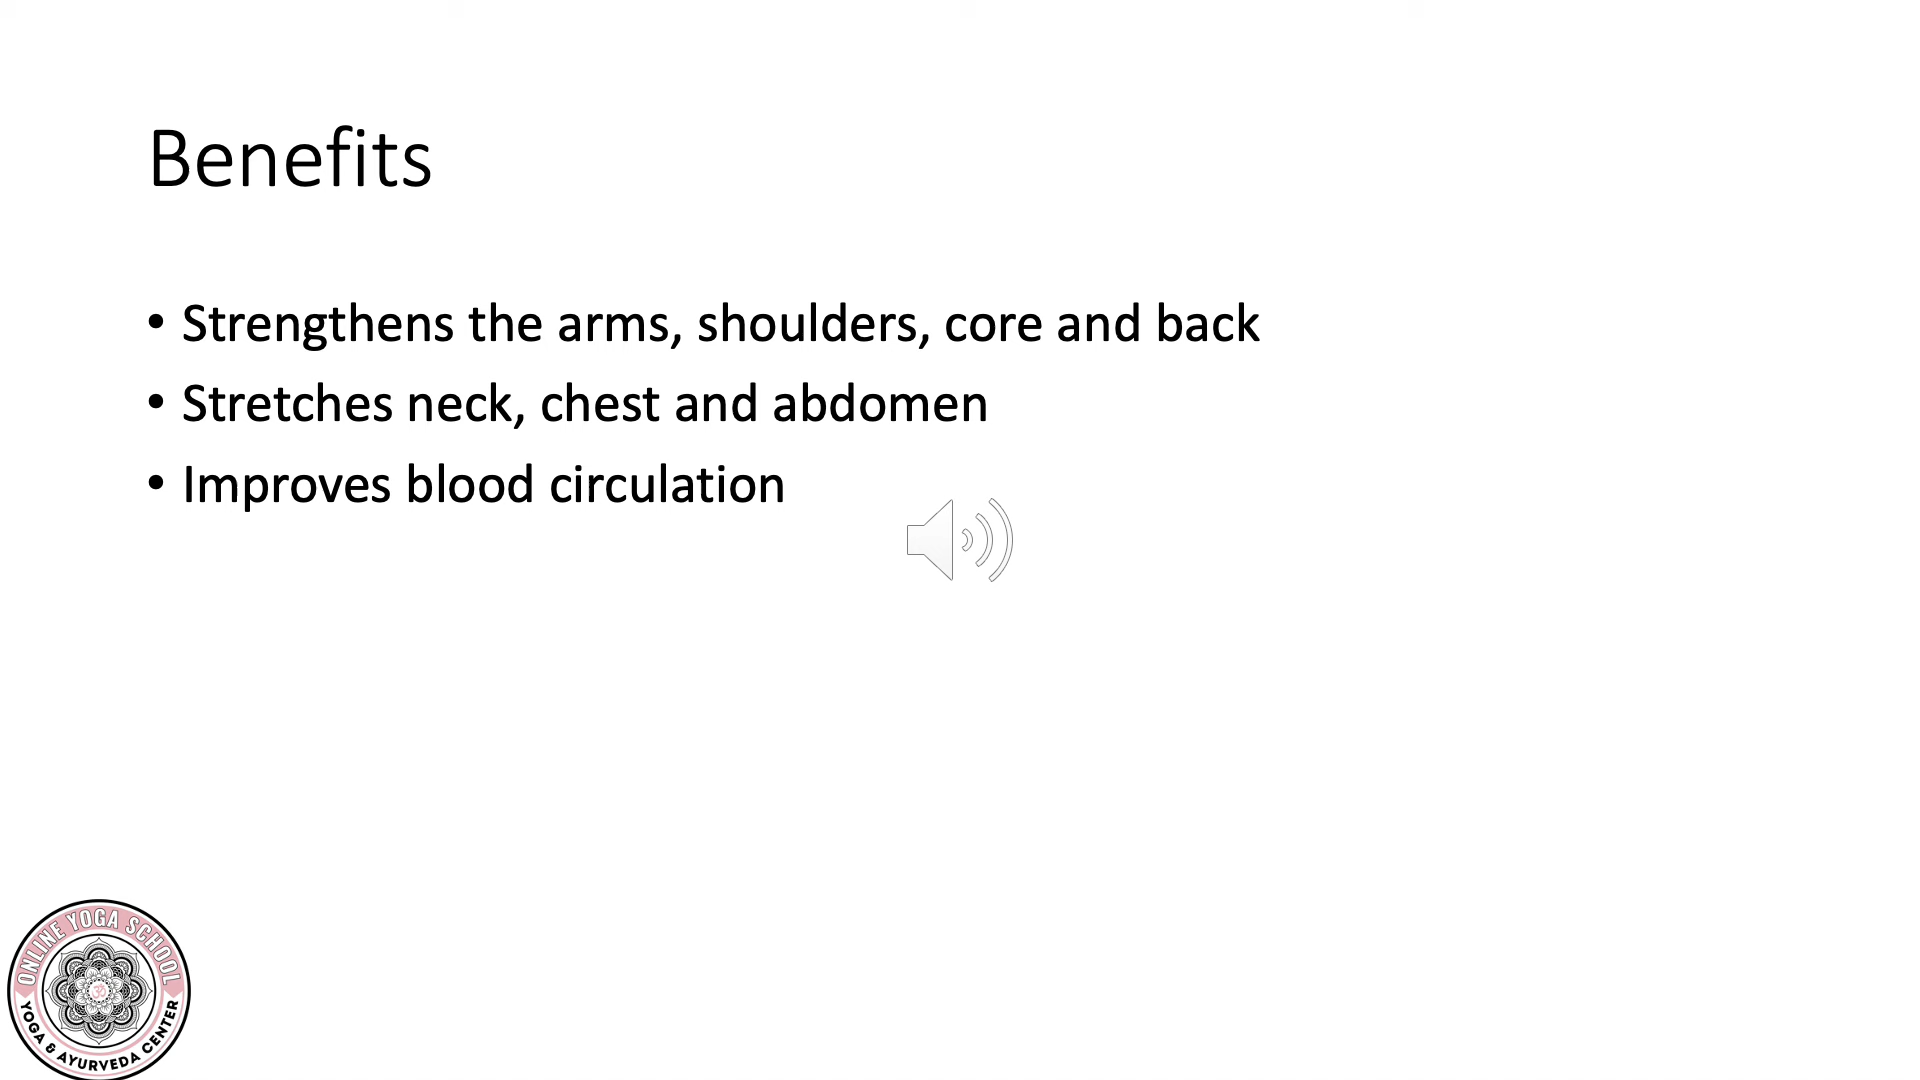 Benefits
• Strengthens the arms, shoulders, core and back
• Stretches neck, chest and abdomen
• Improves blood circulation
ONLINE YOGA SCHOOL
YOGA & AYURVEDA CENTER
ॐ